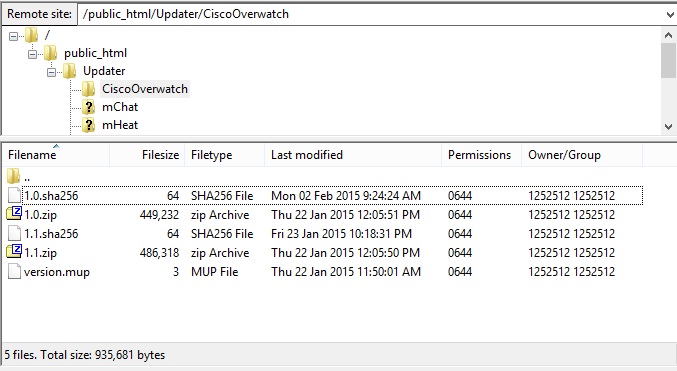 Remote site: /public_html/Updater/CiscoOverwatch
/
public_html
Updater
CiscoOverwatch
? mChat
? mHeat
Filename Filesize Filetype Last modified Permissions Owner/Group
..
1.0.sha256 64 SHA256 File Mon 02 Feb 2015 9:24:24 AM 0644 1252512 1252512
Z 1.0.zip 449,232 zip Archive Thu 22 Jan 2015 12:05:51 PM 0644 1252512 1252512
1.1.sha256 64 SHA256 File Fri 23 Jan 2015 10:18:31 PM 0644 1252512 1252512
Z 1.1.zip 486,318 zip Archive Thu 22 Jan 2015 12:05:50 PM 0644 1252512 1252512
version.mup 3 MUP File Thu 22 Jan 2015 11:50:01 AM 0644 1252512 1252512
5 files. Total size: 935,681 bytes